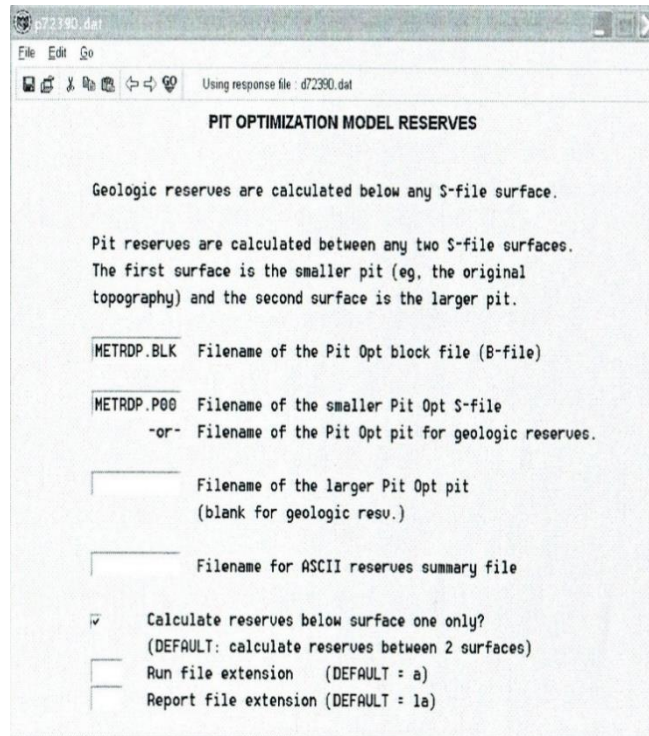 p72390.dat
File Edit Go
GO Using response file : d72390.dat
PIT OPTIMIZATION MODEL RESERVES
Geologic reserves are calculated below any S-file surface.
Pit reserves are calculated between any two S-file surfaces.
The first surface is the smaller pit (eg, the original
topography) and the second surface is the larger pit.
METRDP.BLK Filename of the Pit Opt block file (B-file)
METRDP.P00 Filename of the smaller Pit Opt S-file
-or- Filename of the Pit Opt pit for geologic reserves.
Filename of the larger Pit Opt pit
(blank for geologic resv.)
Filename for ASCII reserves summary file
Calculate reserves below surface one only?
(DEFAULT: calculate reserves between 2 surfaces)
Run file extension (DEFAULT = a)
Report file extension (DEFAULT = la)